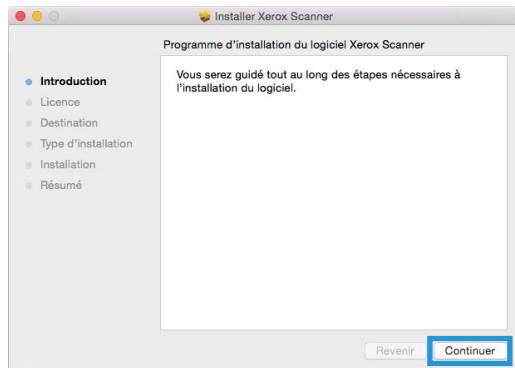 Installer Xerox Scanner
Programme d'installation du logiciel Xerox Scanner
Introduction
Licence
Destination
Type d'installation
Installation
Résumé
Vous serez guidé tout au long des étapes nécessaires à
l'installation du logiciel.
Revenir
Continuer